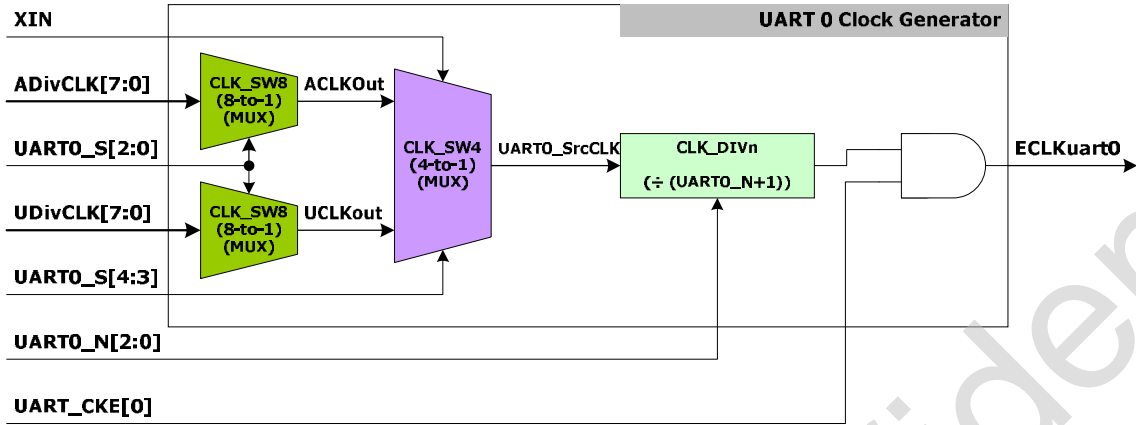 XIN
UART 0 Clock Generator
ADivCLK[7:0]
CLK_SW8
(8-to-1)
(MUX)
ACLKOut
UART0_S[2:0]
CLK_SW4
(4-to-1)
(MUX)
UART0_SrcCLK
CLK_DIVn
(÷ (UART0_N+1))
ECLKuart0
UDivCLK[7:0]
CLK_SW8
(8-to-1)
(MUX)
UCLKout
UART0_S[4:3]
UART0_N[2:0]
UART_CKE[0]